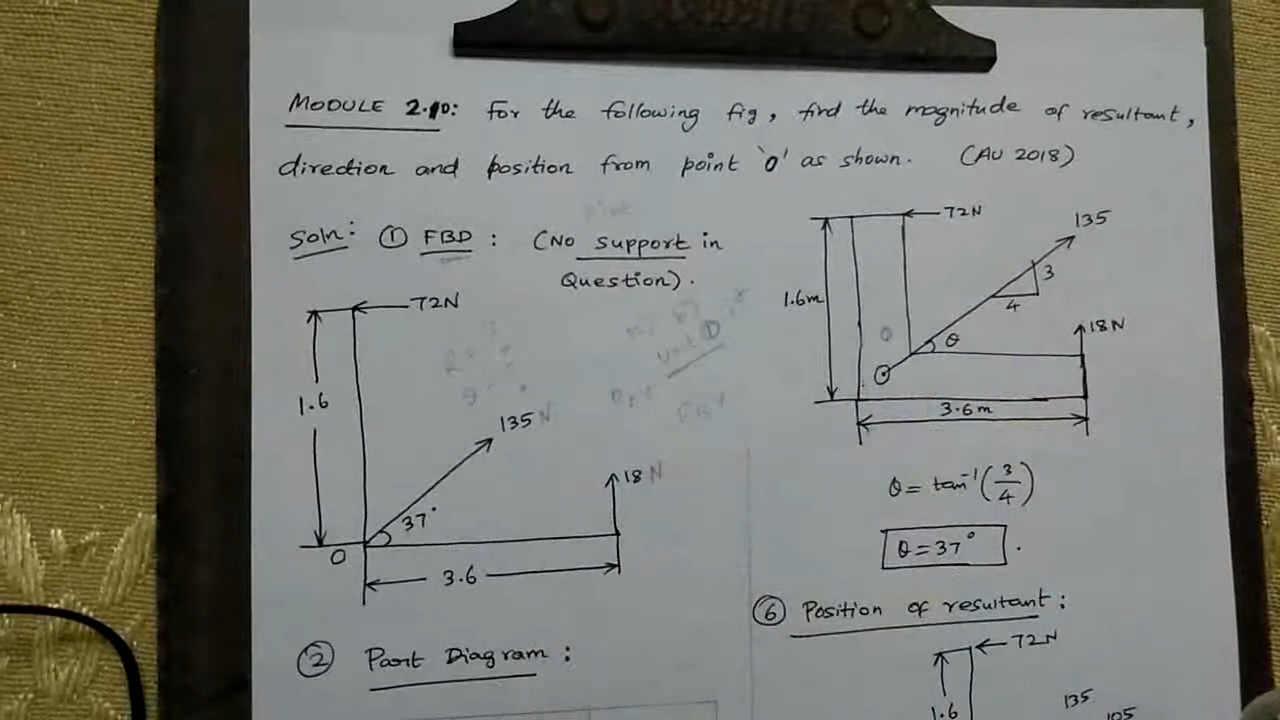 MODULE 2.10: For the following fig, find the magnitude of resultant,
direction and position from point 'O' as shown. (AU 2018)
Soln: ① FBD : (No support in
Question).
72N
1.6
135N
37°
18N
O
3.6
② Part Diagram :
72N
135
3
4
1.6m
θ
18N
O
3.6m
θ = tan⁻¹(3/4)
θ = 37° .
⑥ Position of resultant :
72N
1.6
135
105